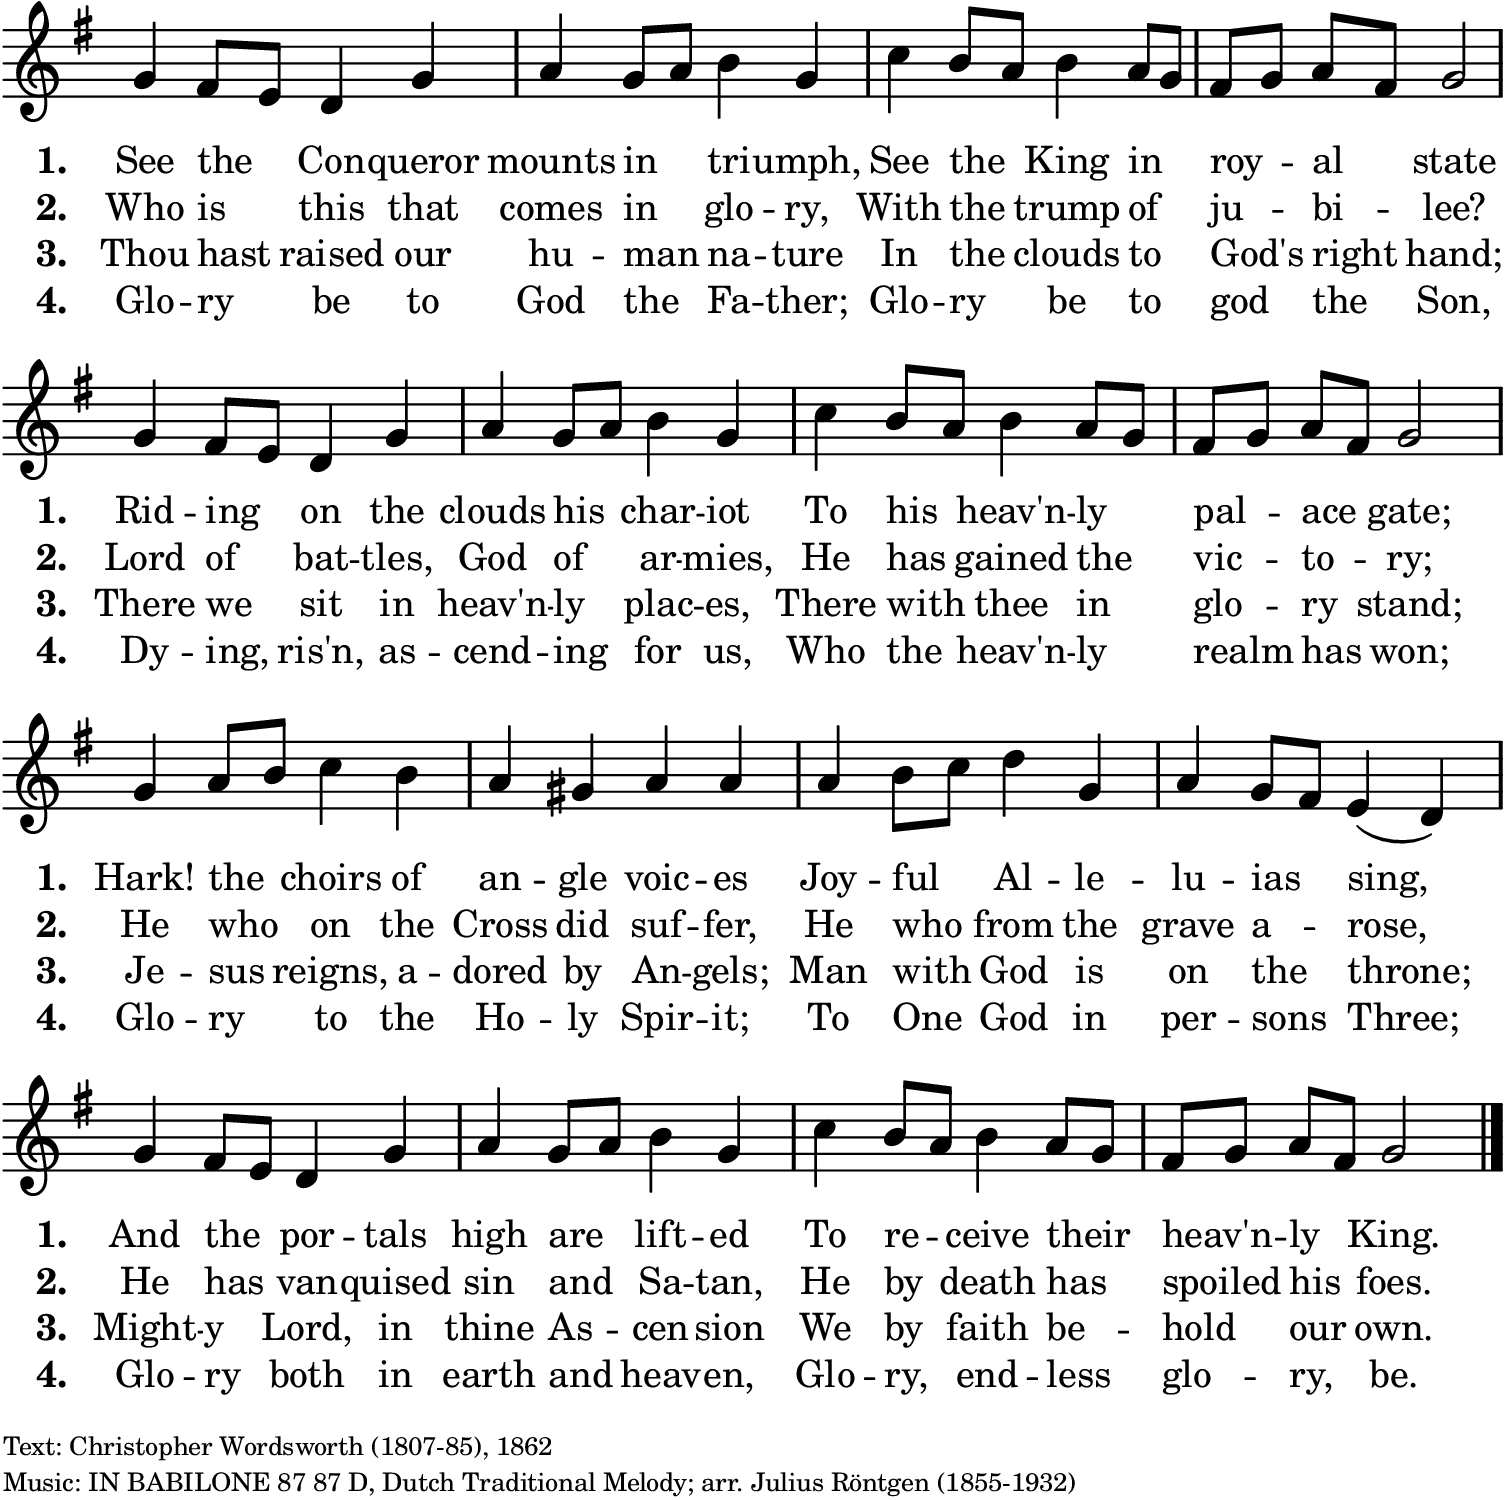 1. See the Conqueror mounts in triumph, See the King in roy - al state
2. Who is this that comes in glo - ry, With the trump of ju - bi - lee?
3. Thou hast raised our hu - man na - ture In the clouds to God's right hand;
4. Glo - ry be to God the Fa - ther; Glo - ry be to god the Son,
1. Rid - ing on the clouds his char - iot To his heav'n - ly pal - ace gate;
2. Lord of bat - tles, God of ar - mies, He has gained the vic - to - ry;
3. There we sit in heav'n - ly plac - es, There with thee in glo - ry stand;
4. Dy - ing, ris'n, as - cend - ing for us, Who the heav'n - ly realm has won;
1. Hark! the choirs of an - gle voic - es Joy - ful Al - le - lu - ias sing,
2. He who on the Cross did suf - fer, He who from the grave a - rose,
3. Je - sus reigns, a - dored by An - gels; Man with God is on the throne;
4. Glo - ry to the Ho - ly Spir - it; To One God in per - sons Three;
1. And the por - tals high are lift - ed To re - ceive their heav'n - ly King.
2. He has vanquised sin and Sa - tan, He by death has spoiled his foes.
3. Might - y Lord, in thine As - cension We by faith be - hold our own.
4. Glo - ry both in earth and heaven, Glo - ry, end - less glo - ry, be.
Text: Christopher Wordsworth (1807-85), 1862
Music: IN BABILONE 87 87 D, Dutch Traditional Melody; arr. Julius Röntgen (1855-1932)